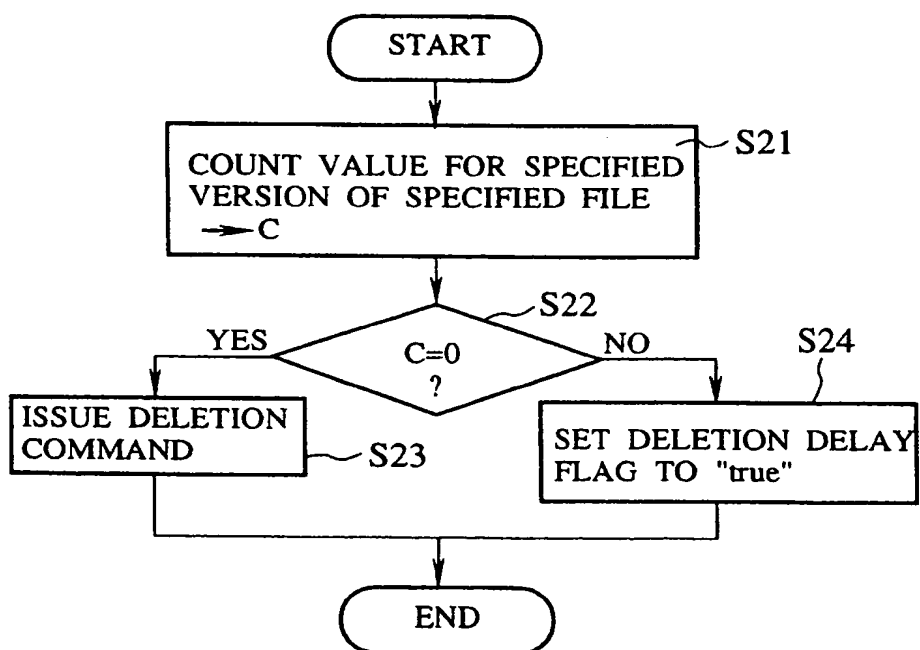 START
S21
COUNT VALUE FOR SPECIFIED
VERSION OF SPECIFIED FILE
→ C
S22
YES
C=0
?
NO
S24
ISSUE DELETION
COMMAND
S23
SET DELETION DELAY
FLAG TO "true"
END